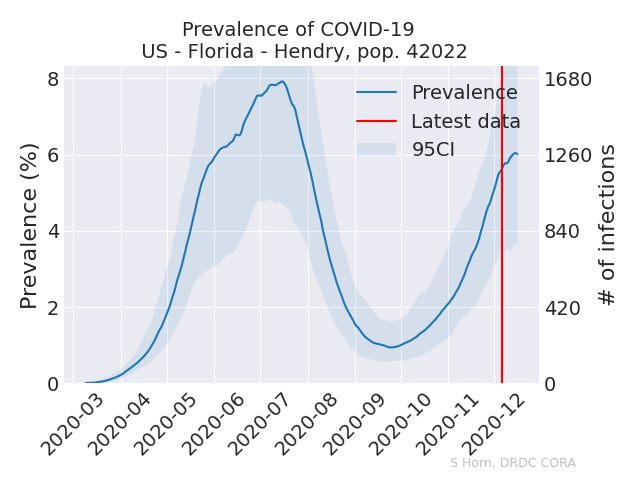 Prevalence of COVID-19
US - Florida - Hendry, pop. 42022
Prevalence (%)
8
6
4
2
0
Prevalence
Latest data
95CI
1680
1260
840
420
0
# of infections
2020-03
2020-04
2020-05
2020-06
2020-07
2020-08
2020-09
2020-10
2020-11
2020-12
S Horn, DRDC CORA